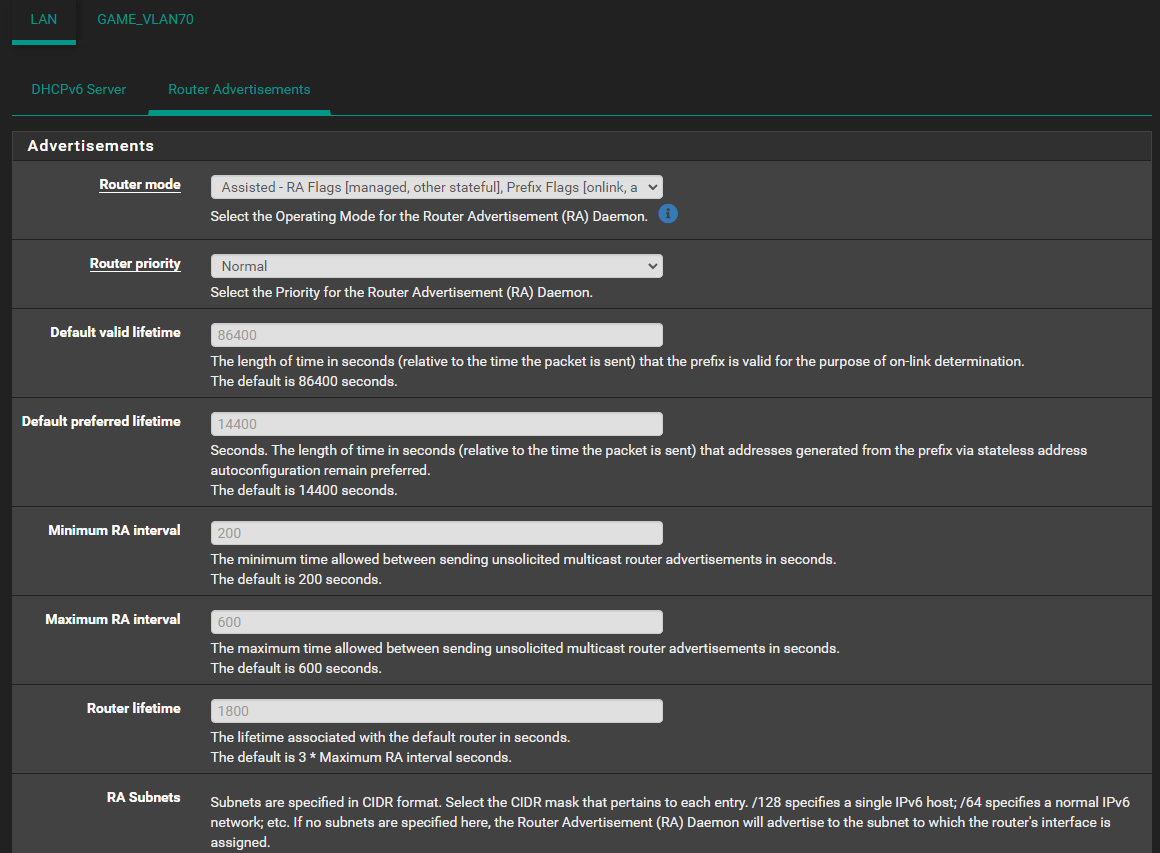 LAN GAME_VLAN70
DHCPv6 Server Router Advertisements
Advertisements
Router mode
Assisted - RA Flags [managed, other stateful], Prefix Flags [onlink, a
Select the Operating Mode for the Router Advertisement (RA) Daemon.
Router priority
Normal
Select the Priority for the Router Advertisement (RA) Daemon.
Default valid lifetime
86400
The length of time in seconds (relative to the time the packet is sent) that the prefix is valid for the purpose of on-link determination.
The default is 86400 seconds.
Default preferred lifetime
14400
Seconds. The length of time in seconds (relative to the time the packet is sent) that addresses generated from the prefix via stateless address
autoconfiguration remain preferred.
The default is 14400 seconds.
Minimum RA interval
200
The minimum time allowed between sending unsolicited multicast router advertisements in seconds.
The default is 200 seconds.
Maximum RA interval
600
The maximum time allowed between sending unsolicited multicast router advertisements in seconds.
The default is 600 seconds.
Router lifetime
1800
The lifetime associated with the default router in seconds.
The default is 3 * Maximum RA interval seconds.
RA Subnets
Subnets are specified in CIDR format. Select the CIDR mask that pertains to each entry. /128 specifies a single IPv6 host; /64 specifies a normal IPv6
network; etc. If no subnets are specified here, the Router Advertisement (RA) Daemon will advertise to the subnet to which the router's interface is
assigned.